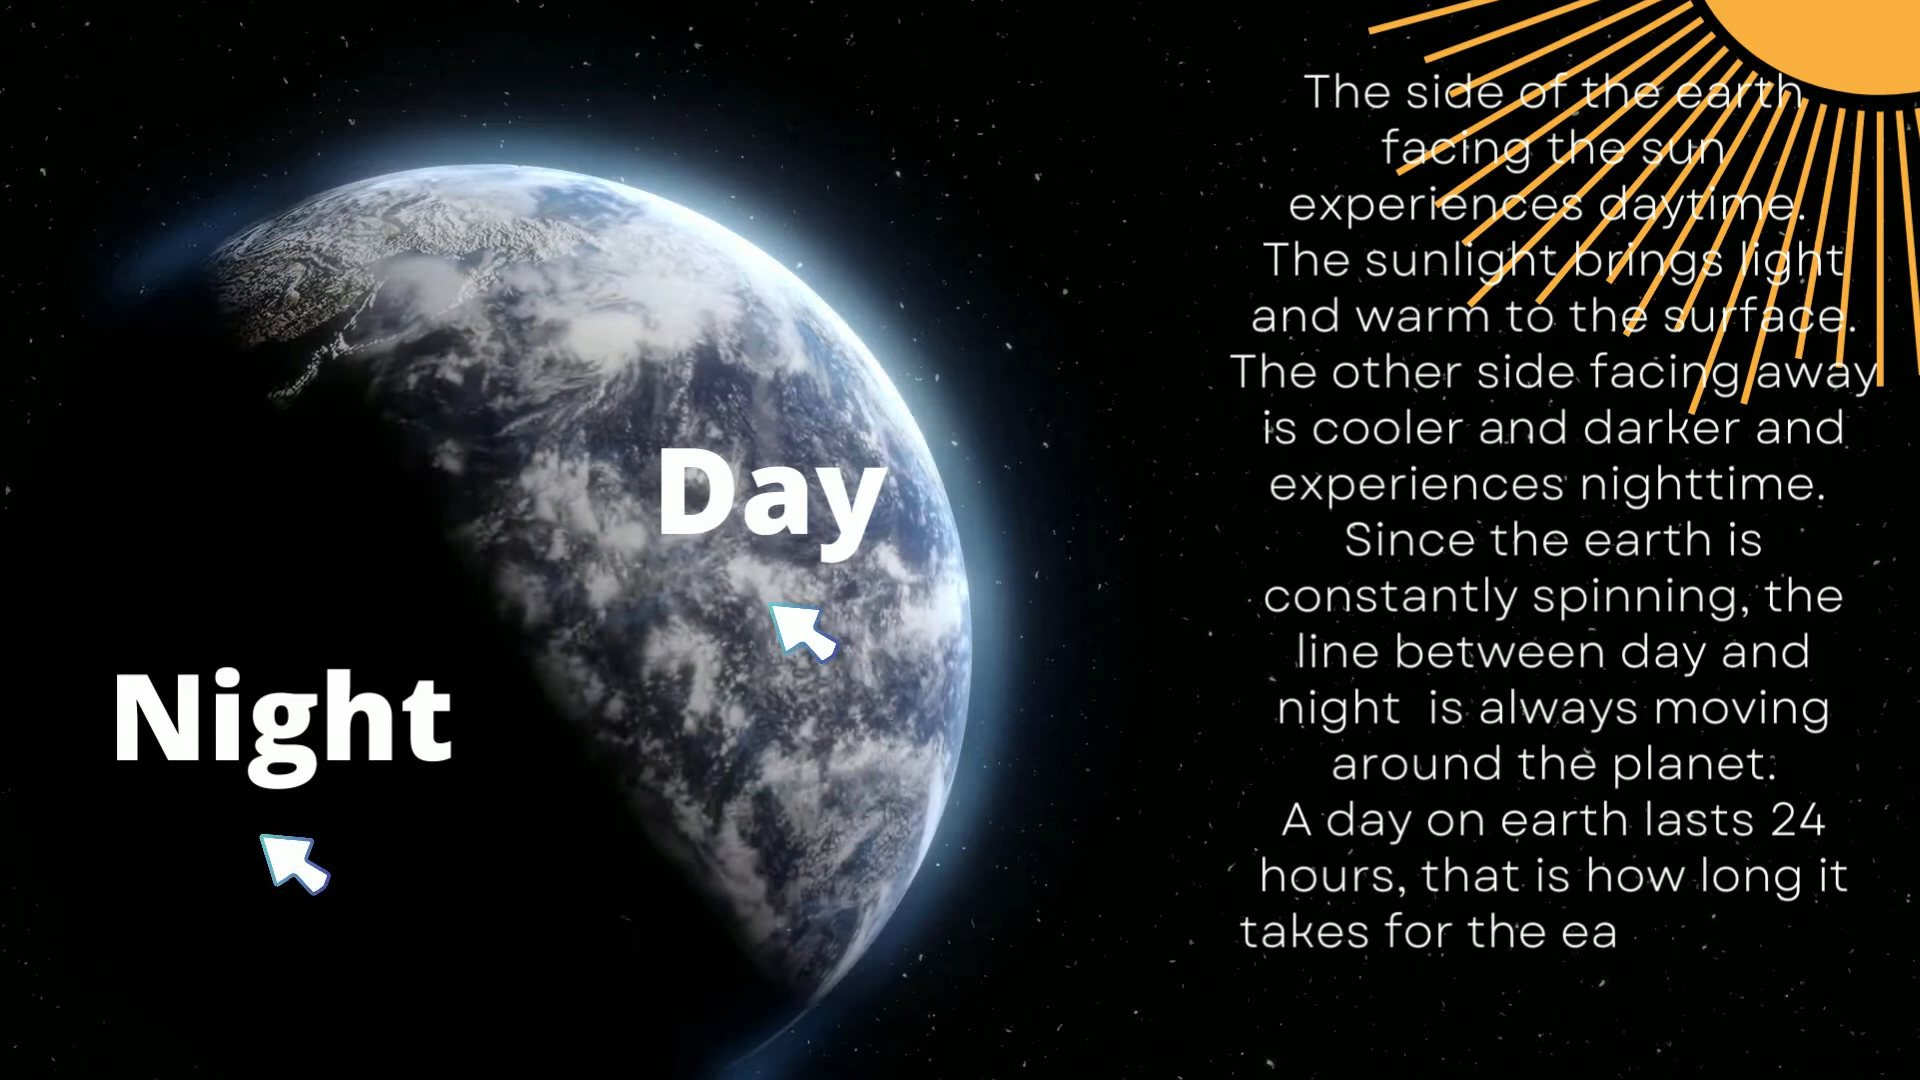 The side of the earth
facing the sun
experiences daytime.
The sunlight brings light
and warm to the surface.
The other side facing away
is cooler and darker and
experiences nighttime.
Since the earth is
constantly spinning, the
line between day and
night is always moving
around the planet.
A day on earth lasts 24
hours, that is how long it
takes for the ea
Day
Night